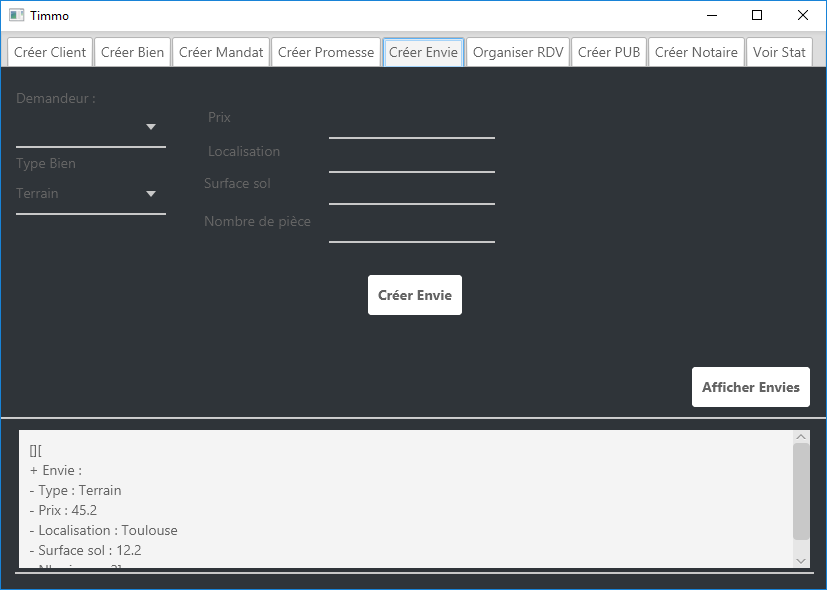 Timmo
Créer Client Créer Bien Créer Mandat Créer Promesse Créer Envie Organiser RDV Créer PUB Créer Notaire Voir Stat
Demandeur :
Type Bien
Terrain
Prix
Localisation
Surface sol
Nombre de pièce
Créer Envie
Afficher Envies
[][
+ Envie :
- Type : Terrain
- Prix : 45.2
- Localisation : Toulouse
- Surface sol : 12.2